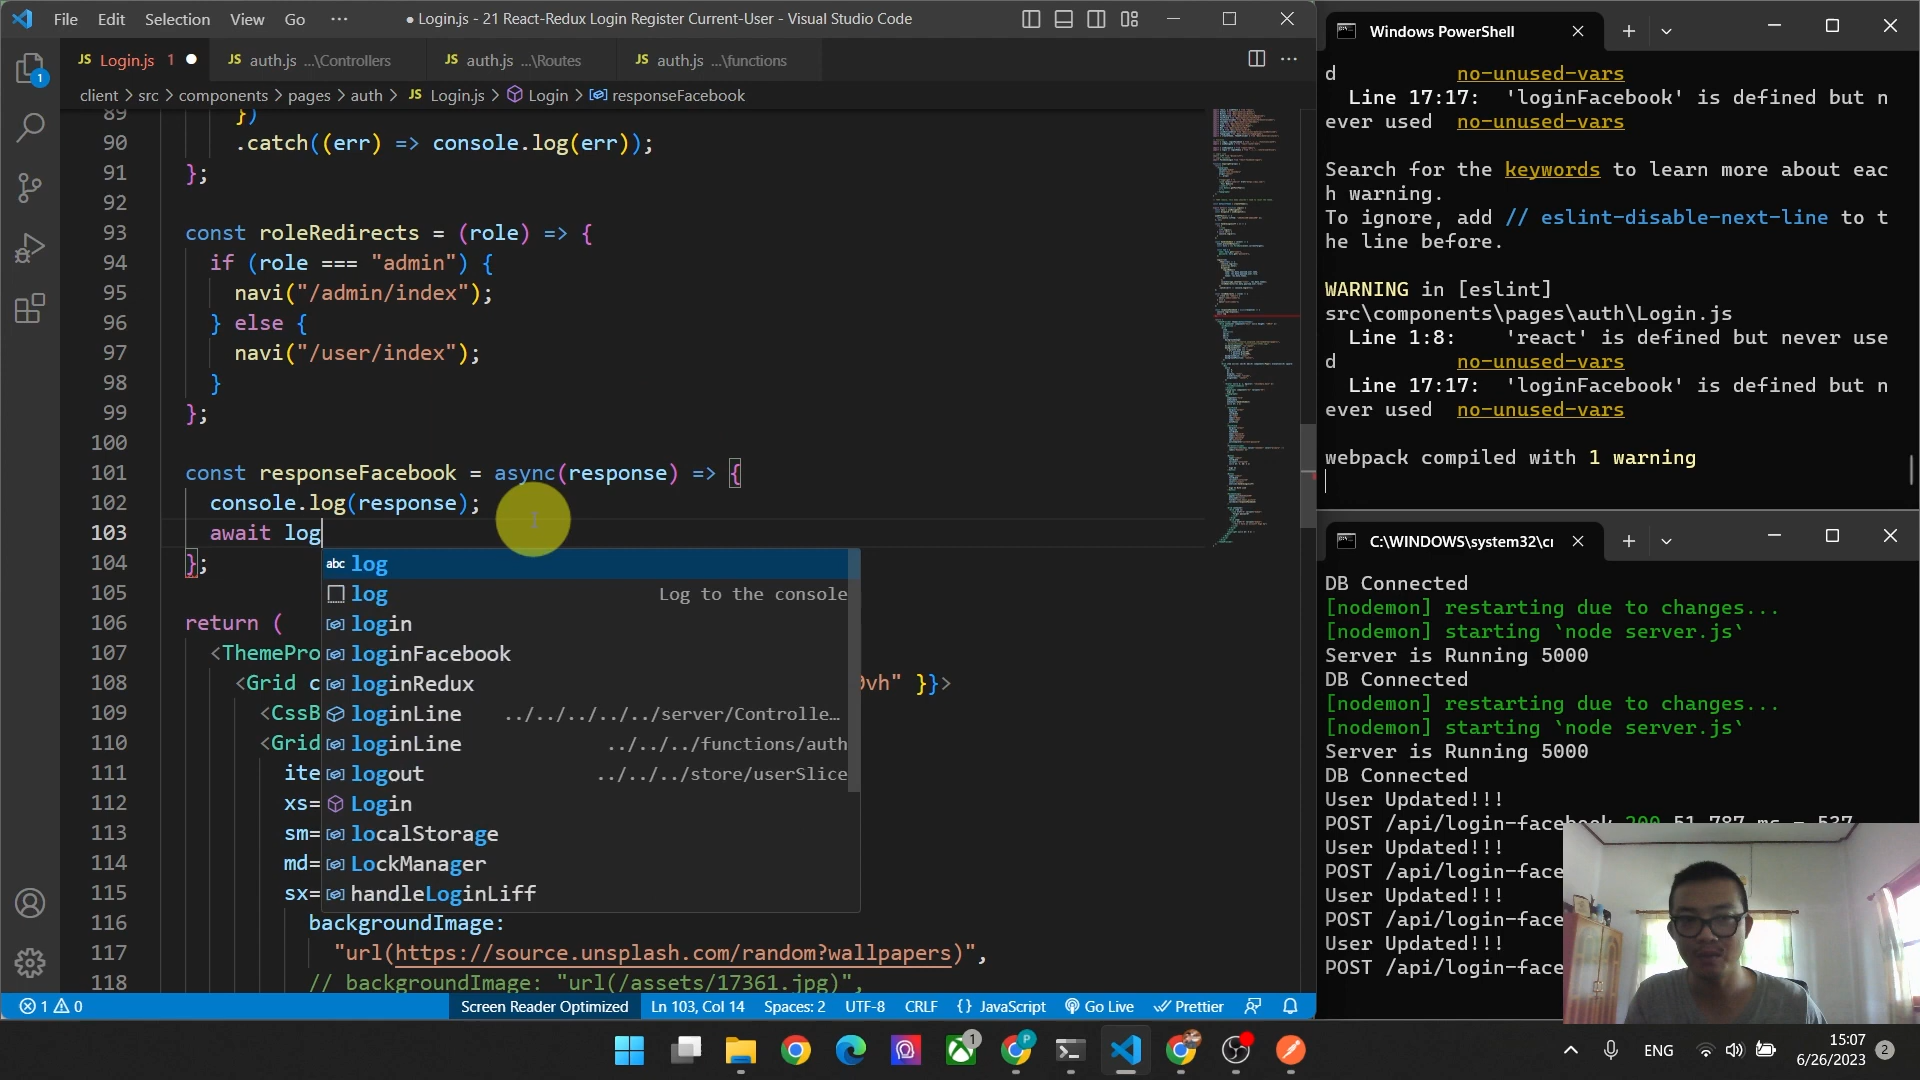 File Edit Selection View Go ··· ● Login.js - 21 React-Redux Login Register Current-User - Visual Studio Code
JS Login.js 1 ● JS auth.js ...\Controllers JS auth.js ...\Routes JS auth.js ...\functions
client > src > components > pages > auth > JS Login.js > Login > responseFacebook
89 })
90 .catch((err) => console.log(err));
91 };
92
93 const roleRedirects = (role) => {
94 if (role === "admin") {
95 navi("/admin/index");
96 } else {
97 navi("/user/index");
98 }
99 };
100
101 const responseFacebook = async(response) => {
102 console.log(response);
103 await log
104 };
105
106 return (
107 <ThemePro
108 <Grid c 0vh" }}>
109 <CssB
110 <Grid
111 ite
112 xs=
113 sm=
114 md=
115 sx=
116 backgroundImage:
117 "url(https://source.unsplash.com/random?wallpapers)",
118 // backgroundImage: "url(/assets/17361.jpg)",
abc log
log Log to the console
login
loginFacebook
loginRedux
loginLine ../../../../../server/Controlle…
loginLine ../../../functions/auth
logout ../../../store/userSlice
Login
localStorage
LockManager
handleLoginLiff
1 0 Screen Reader Optimized Ln 103, Col 14 Spaces: 2 UTF-8 CRLF {} JavaScript Go Live Prettier
Windows PowerShell
d no-unused-vars
Line 17:17: 'loginFacebook' is defined but n
ever used no-unused-vars
Search for the keywords to learn more about eac
h warning.
To ignore, add // eslint-disable-next-line to t
he line before.
WARNING in [eslint]
src\components\pages\auth\Login.js
Line 1:8: 'react' is defined but never use
d no-unused-vars
Line 17:17: 'loginFacebook' is defined but n
ever used no-unused-vars
webpack compiled with 1 warning
C:\WINDOWS\system32\c
DB Connected
[nodemon] restarting due to changes...
[nodemon] starting `node server.js`
Server is Running 5000
DB Connected
[nodemon] restarting due to changes...
[nodemon] starting `node server.js`
Server is Running 5000
DB Connected
User Updated!!!
POST /api/login-facebook 200 51.787 ms - 537
User Updated!!!
POST /api/login-face
User Updated!!!
POST /api/login-face
User Updated!!!
POST /api/login-face
1
1
P
ENG
15:07
6/26/2023
2